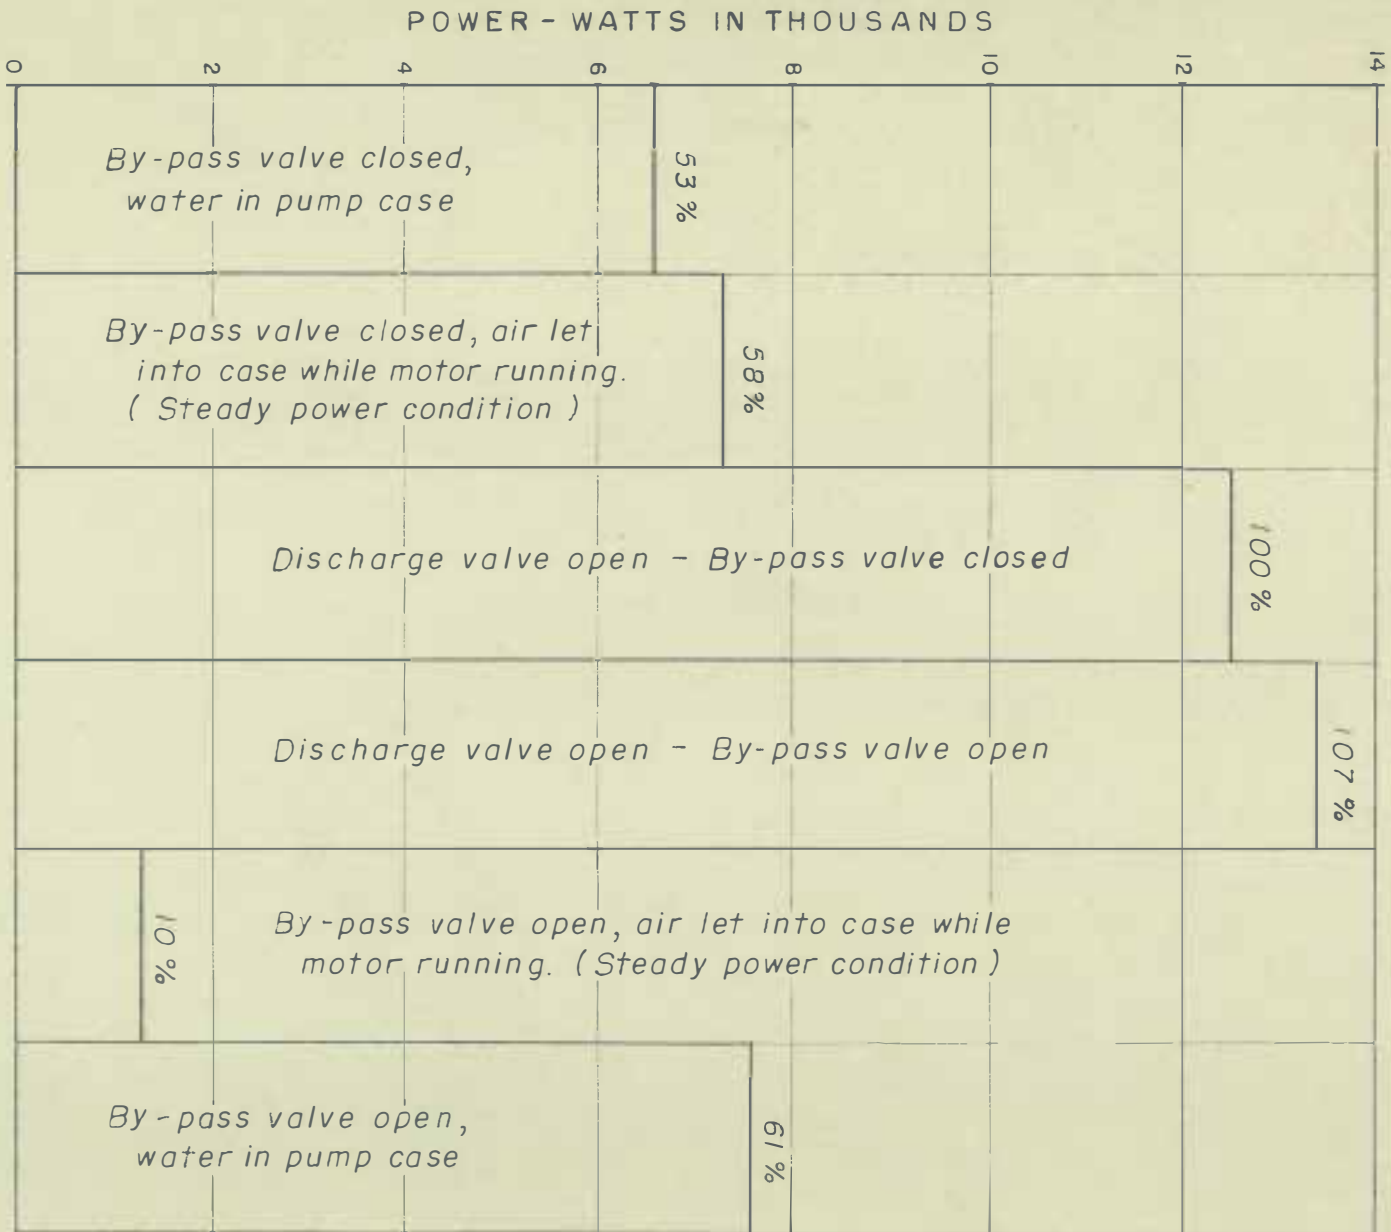 POWER - WATTS IN THOUSANDS
0 2 4 6 8 10 12 14
By-pass valve closed,
water in pump case
53 %
By-pass valve closed, air let
into case while motor running.
( Steady power condition )
58 %
Discharge valve open - By-pass valve closed
100 %
Discharge valve open - By-pass valve open
107 %
By-pass valve open, air let into case while
motor running. ( Steady power condition )
10 %
By-pass valve open,
water in pump case
61 %